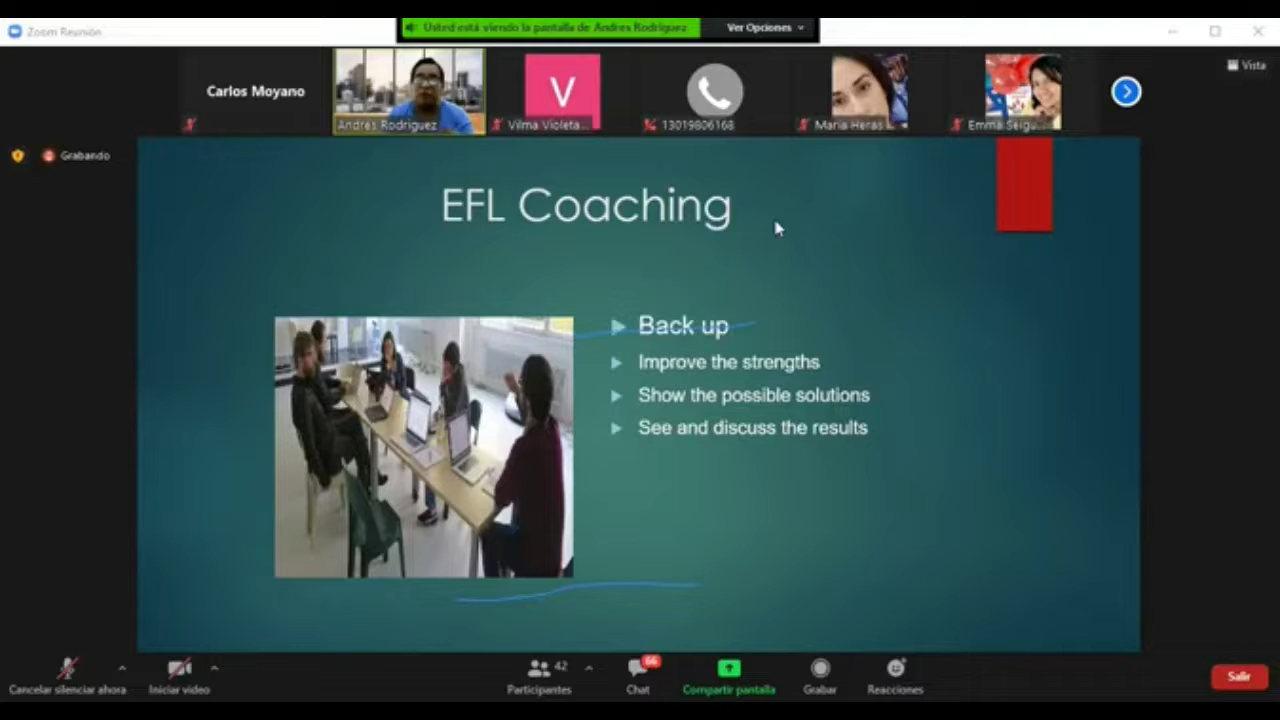 Zoom Reunión
Usted está viendo la pantalla de Andres Rodriguez
Ver Opciones
Vista
Carlos Moyano
Andres Rodriguez
V
Vilma Violeta...
13019806168
Maria Heras
Emma Seigu...
Grabando
EFL Coaching
Back up
Improve the strengths
Show the possible solutions
See and discuss the results
Cancelar silenciar ahora
Iniciar video
42
Participantes
66
Chat
Compartir pantalla
Grabar
Reacciones
Salir